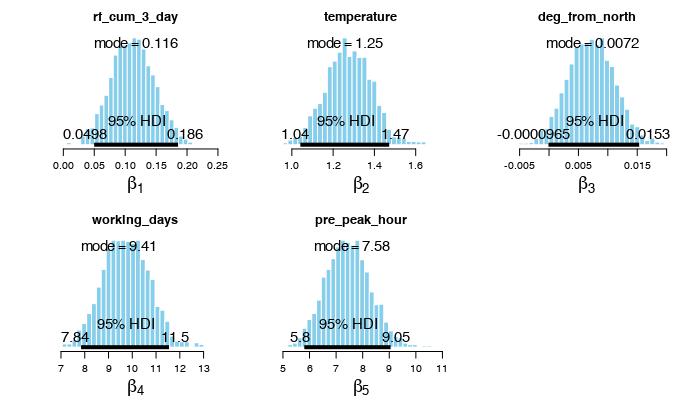 rf_cum_3_day
mode = 0.116
95% HDI
0.0498 0.186
0.00 0.05 0.10 0.15 0.20 0.25
β1
temperature
mode = 1.25
95% HDI
1.04 1.47
1.0 1.2 1.4 1.6
β2
deg_from_north
mode = 0.0072
95% HDI
-0.0000965 0.0153
-0.005 0.005 0.015
β3
working_days
mode = 9.41
95% HDI
7.84 11.5
7 8 9 10 11 12 13
β4
pre_peak_hour
mode = 7.58
95% HDI
5.8 9.05
5 6 7 8 9 10 11
β5